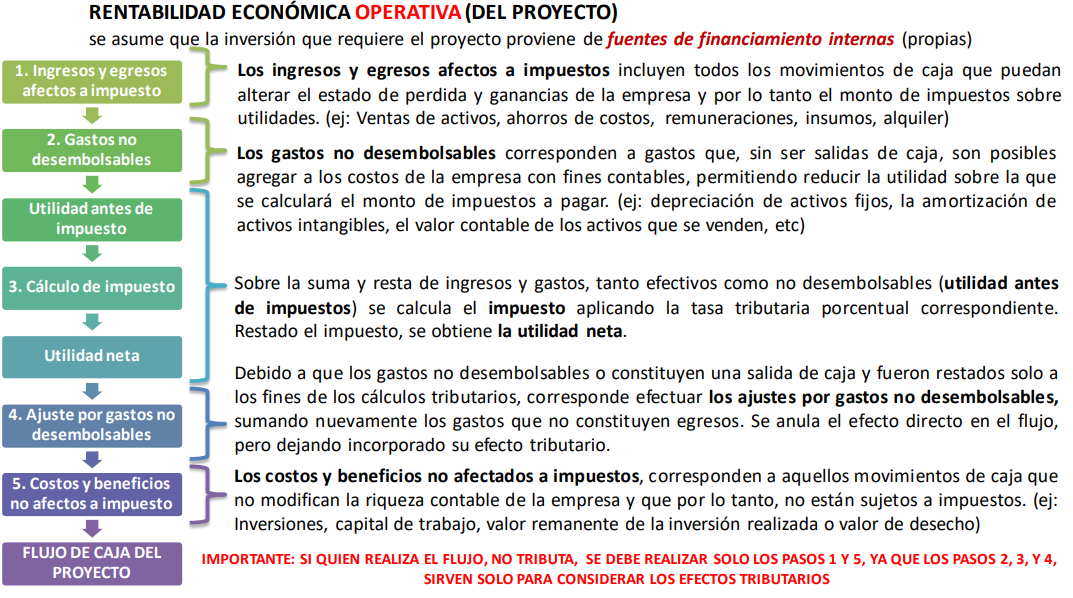 RENTABILIDAD ECONÓMICA OPERATIVA (DEL PROYECTO)
se asume que la inversión que requiere el proyecto proviene de fuentes de financiamiento internas (propias)
1. Ingresos y egresos
afectos a impuesto
Los ingresos y egresos afectos a impuestos incluyen todos los movimientos de caja que puedan
alterar el estado de perdida y ganancias de la empresa y por lo tanto el monto de impuestos sobre
utilidades. (ej: Ventas de activos, ahorros de costos, remuneraciones, insumos, alquiler)
2. Gastos no
desembolsables
Los gastos no desembolsables corresponden a gastos que, sin ser salidas de caja, son posibles
agregar a los costos de la empresa con fines contables, permitiendo reducir la utilidad sobre la que
se calculará el monto de impuestos a pagar. (ej: depreciación de activos fijos, la amortización de
activos intangibles, el valor contable de los activos que se venden, etc)
Utilidad antes de
impuesto
3. Cálculo de impuesto
Utilidad neta
Sobre la suma y resta de ingresos y gastos, tanto efectivos como no desembolsables (utilidad antes
de impuestos) se calcula el impuesto aplicando la tasa tributaria porcentual correspondiente.
Restado el impuesto, se obtiene la utilidad neta.
4. Ajuste por gastos no
desembolsables
Debido a que los gastos no desembolsables o constituyen una salida de caja y fueron restados solo a
los fines de los cálculos tributarios, corresponde efectuar los ajustes por gastos no desembolsables,
sumando nuevamente los gastos que no constituyen egresos. Se anula el efecto directo en el flujo,
pero dejando incorporado su efecto tributario.
5. Costos y beneficios
no afectos a impuesto
Los costos y beneficios no afectados a impuestos, corresponden a aquellos movimientos de caja que
no modifican la riqueza contable de la empresa y que por lo tanto, no están sujetos a impuestos. (ej:
Inversiones, capital de trabajo, valor remanente de la inversión realizada o valor de desecho)
FLUJO DE CAJA DEL
PROYECTO
IMPORTANTE: SI QUIEN REALIZA EL FLUJO, NO TRIBUTA, SE DEBE REALIZAR SOLO LOS PASOS 1 Y 5, YA QUE LOS PASOS 2, 3, Y 4,
SIRVEN SOLO PARA CONSIDERAR LOS EFECTOS TRIBUTARIOS